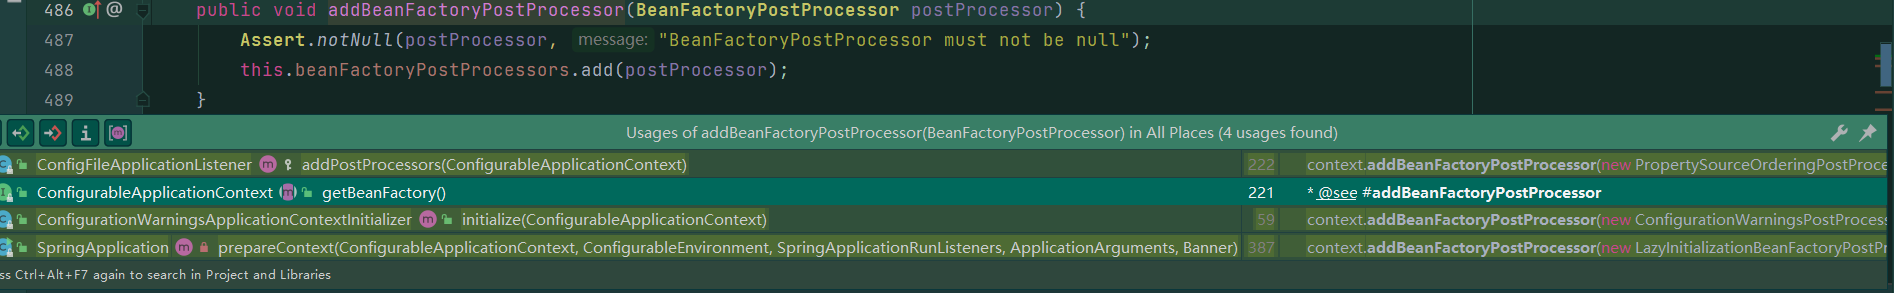 486 @ public void addBeanFactoryPostProcessor(BeanFactoryPostProcessor postProcessor) {
487 Assert.notNull(postProcessor, message: "BeanFactoryPostProcessor must not be null");
488 this.beanFactoryPostProcessors.add(postProcessor);
489 }
Usages of addBeanFactoryPostProcessor(BeanFactoryPostProcessor) in All Places (4 usages found)
ConfigFileApplicationListener m addPostProcessors(ConfigurableApplicationContext) 222 context.addBeanFactoryPostProcessor(new PropertySourceOrderingPostProce
ConfigurableApplicationContext m getBeanFactory() 221 * @see #addBeanFactoryPostProcessor
ConfigurationWarningsApplicationContextInitializer m initialize(ConfigurableApplicationContext) 59 context.addBeanFactoryPostProcessor(new ConfigurationWarningsPostProcess
SpringApplication m prepareContext(ConfigurableApplicationContext, ConfigurableEnvironment, SpringApplicationRunListeners, ApplicationArguments, Banner) 387 context.addBeanFactoryPostProcessor(new LazyInitializationBeanFactoryPostPr
ss Ctrl+Alt+F7 again to search in Project and Libraries